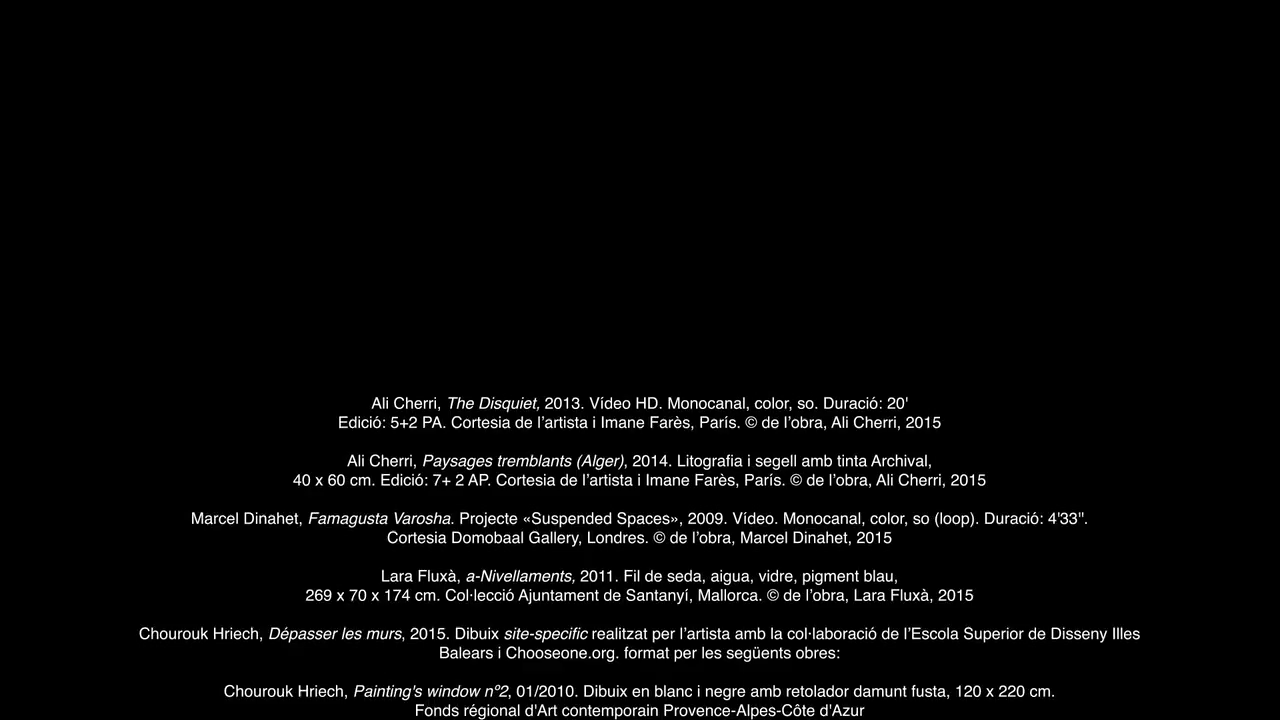 Ali Cherri, The Disquiet, 2013. Vídeo HD. Monocanal, color, so. Duració: 20'
Edició: 5+2 PA. Cortesia de l’artista i Imane Farès, París. © de l’obra, Ali Cherri, 2015
Ali Cherri, Paysages tremblants (Alger), 2014. Litografia i segell amb tinta Archival,
40 x 60 cm. Edició: 7+ 2 AP. Cortesia de l’artista i Imane Farès, París. © de l’obra, Ali Cherri, 2015
Marcel Dinahet, Famagusta Varosha. Projecte «Suspended Spaces», 2009. Vídeo. Monocanal, color, so (loop). Duració: 4'33".
Cortesia Domobaal Gallery, Londres. © de l’obra, Marcel Dinahet, 2015
Lara Fluxà, a-Nivellaments, 2011. Fil de seda, aigua, vidre, pigment blau,
269 x 70 x 174 cm. Col·lecció Ajuntament de Santanyí, Mallorca. © de l’obra, Lara Fluxà, 2015
Chourouk Hriech, Dépasser les murs, 2015. Dibuix site-specific realitzat per l’artista amb la col·laboració de l’Escola Superior de Disseny Illes
Balears i Chooseone.org. format per les següents obres:
Chourouk Hriech, Painting's window nº2, 01/2010. Dibuix en blanc i negre amb retolador damunt fusta, 120 x 220 cm.
Fonds régional d'Art contemporain Provence-Alpes-Côte d'Azur